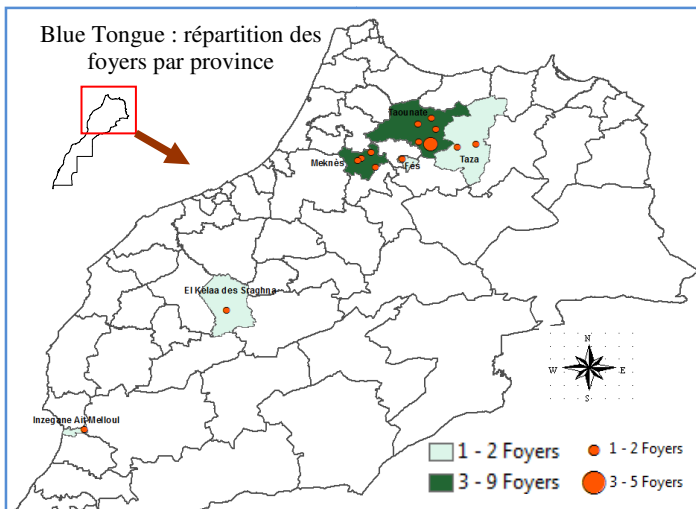 Blue Tongue : répartition des
foyers par province
Taounate
Meknès
Fés
Taza
El Kelaa des Sraghna
Inzegane Ait-Melloul
N
W
E
S
1 - 2 Foyers
3 - 9 Foyers
1 - 2 Foyers
3 - 5 Foyers